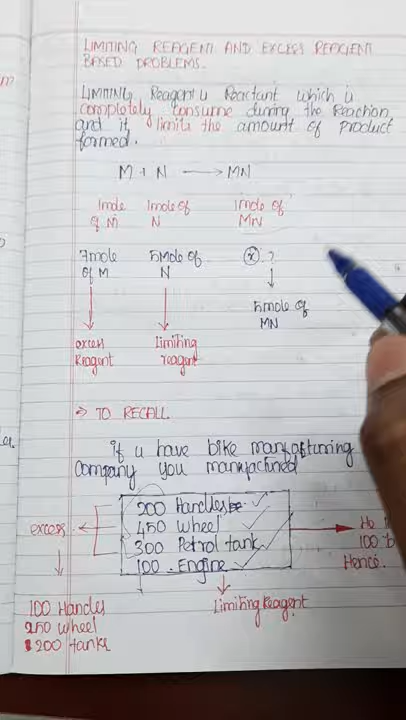 LIMITING REAGENT AND EXCESS REAGENT
BASED PROBLEMS.
LIMITING Reagent is Reactant which is
completely consume during the Reaction
and it limits the amount of product
formed.
M + N → MN
1mole of M 1mole of N 1mole of MN
7mole of M 5mole of N (x) ?
5mole of MN
excess Reagent Limiting reagent
→ TO RECALL
if u have bike manufacturing
company you manufactured
200 Handles
450 Wheel
300 Petrol tank
100 . Engine
excess
100 b
Hence.
Limiting Reagent
100 Handles
250 wheel
200 tanks